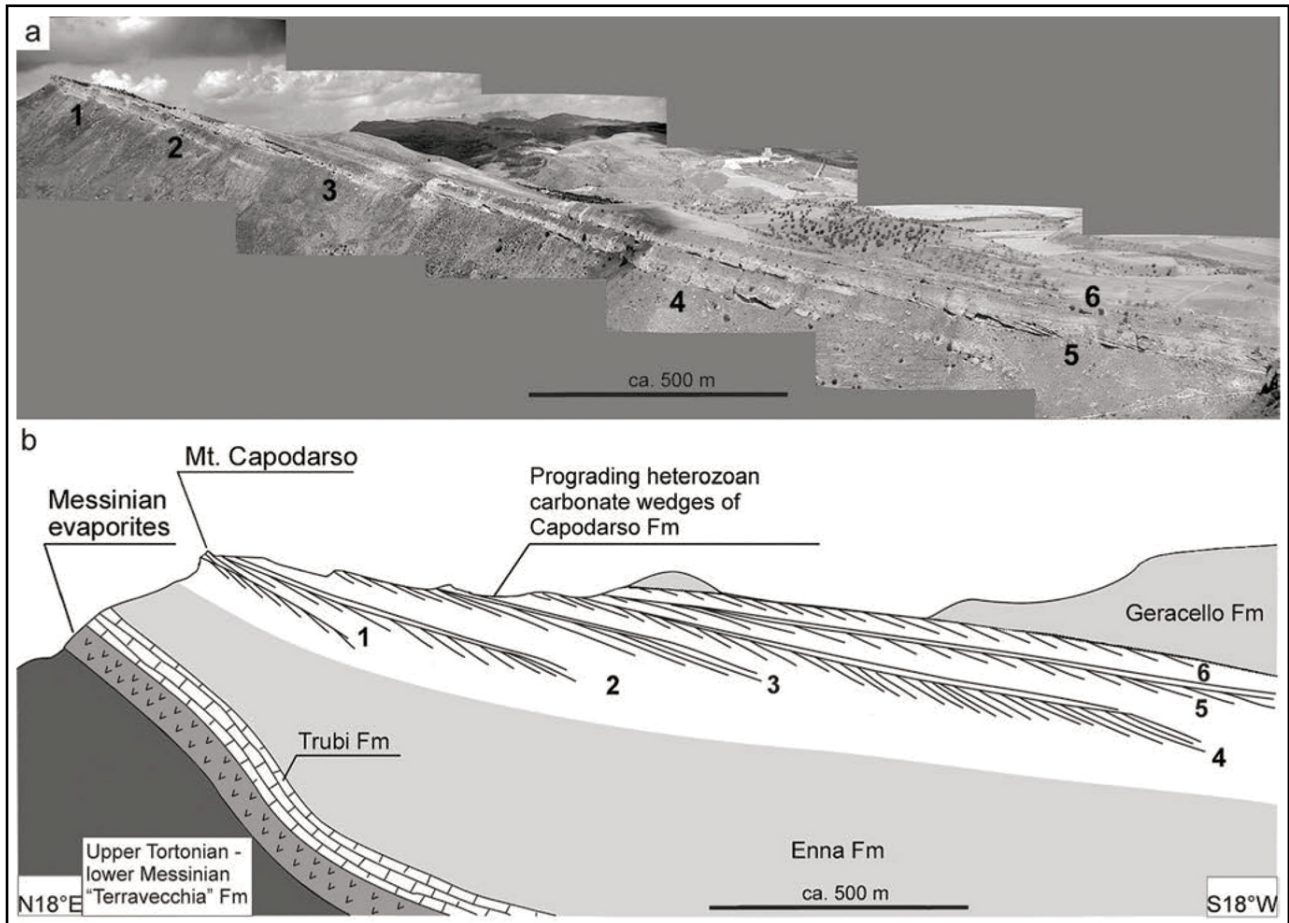 a
1
2
3
4
5
6
ca. 500 m
b
Mt. Capodarso
Messinian
evaporites
Prograding heterozoan
carbonate wedges of
Capodarso Fm
Geracello Fm
1
2
3
6
5
4
Trubi Fm
Enna Fm
Upper Tortonian -
lower Messinian
"Terravecchia" Fm
ca. 500 m
N18°E
S18°W